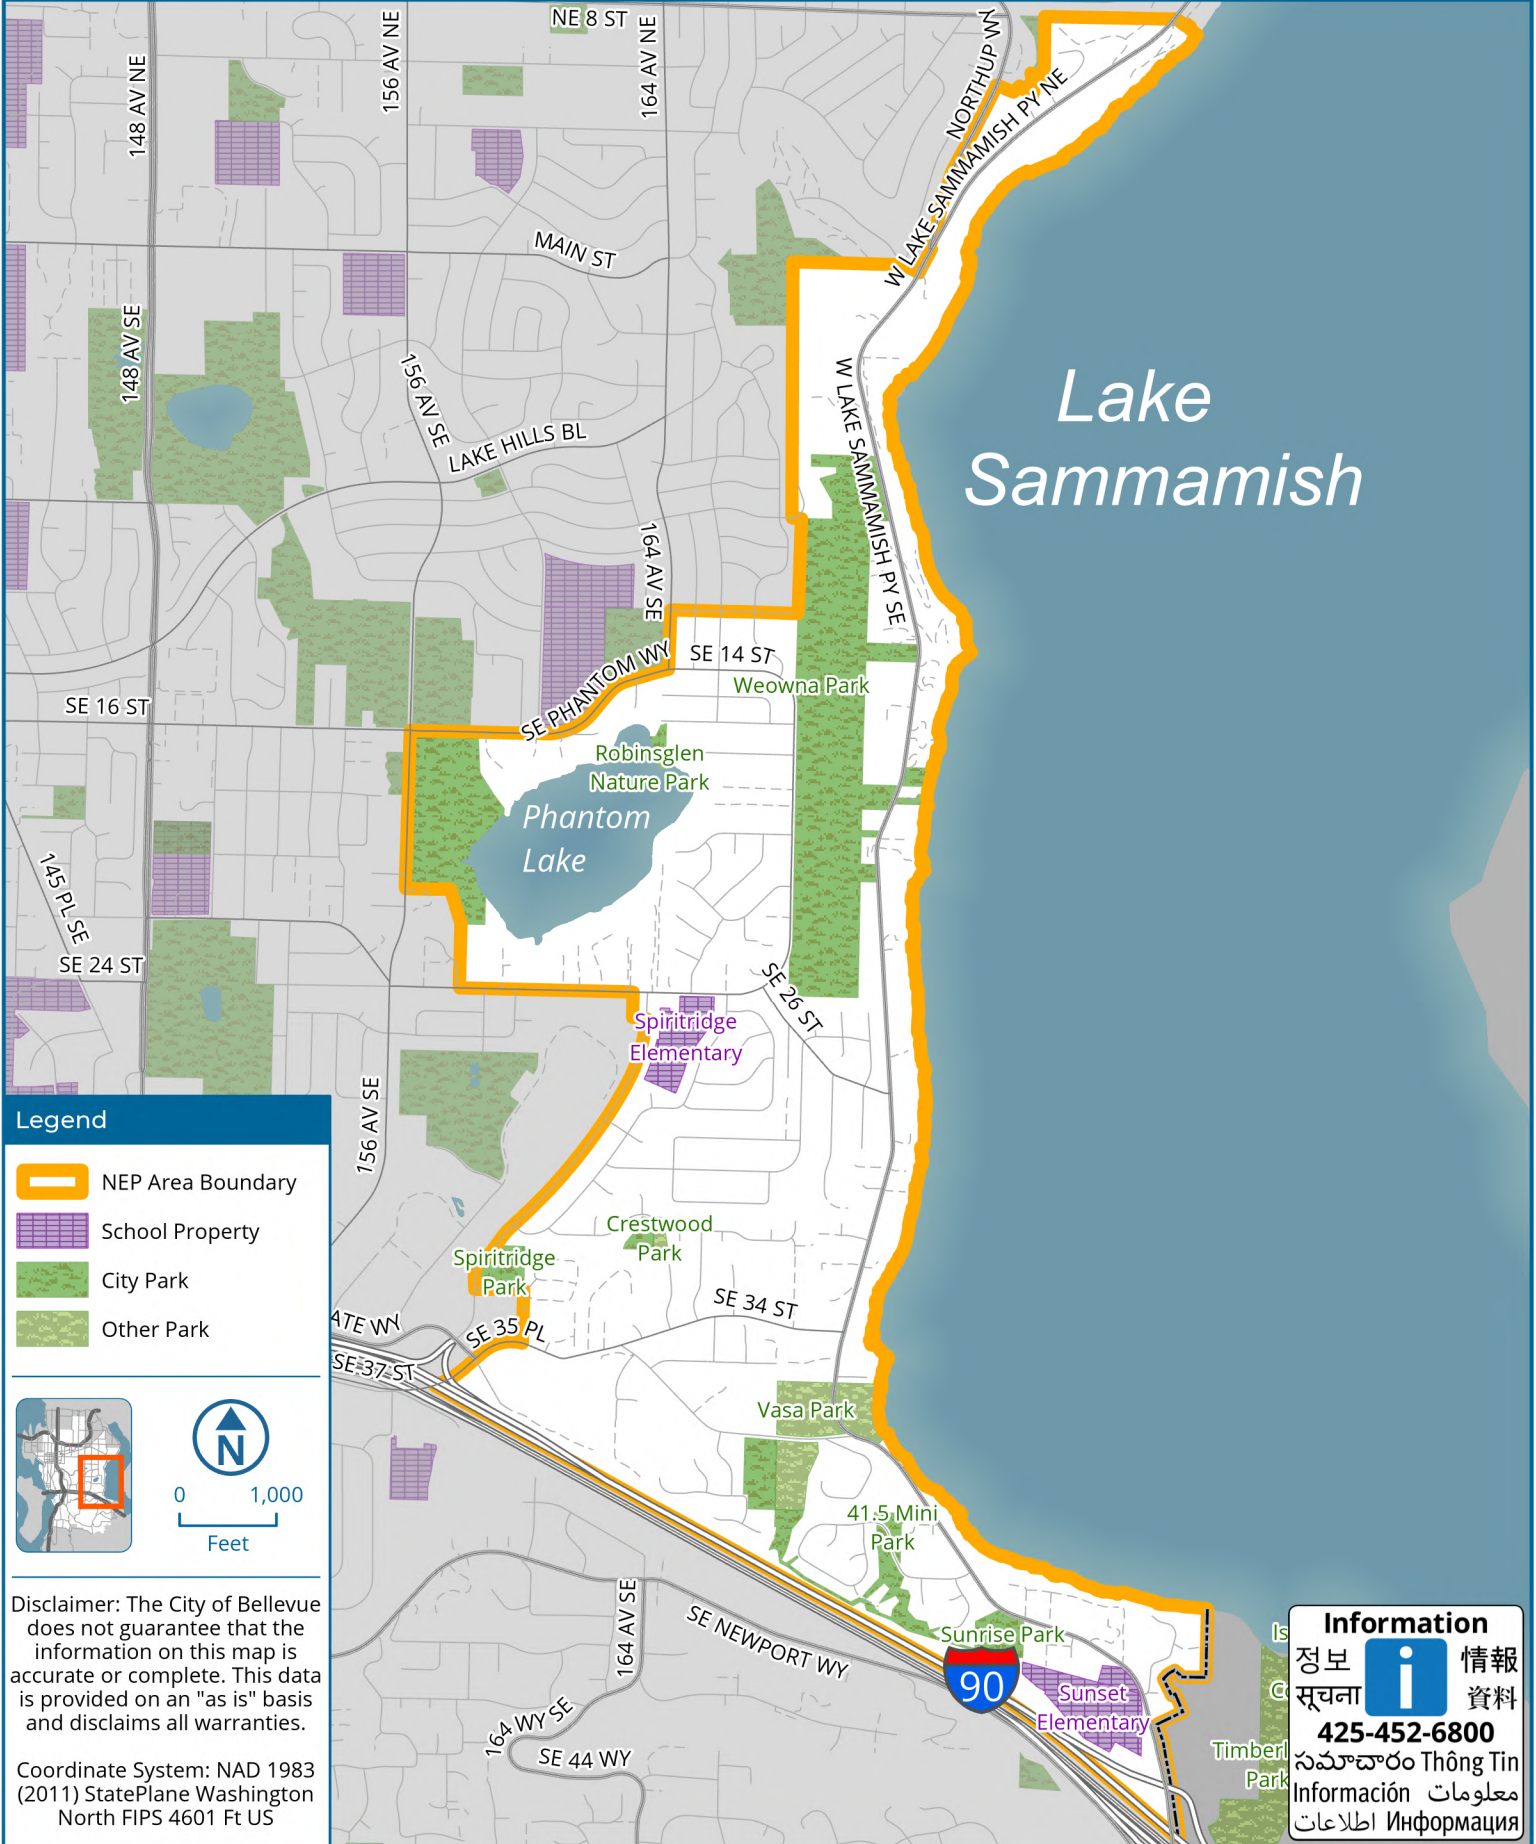 NE 8 ST
148 AV NE
156 AV NE
164 AV NE
NORTHUP WY
W LAKE SAMMAMISH PY NE
MAIN ST
148 AV SE
156 AV SE
LAKE HILLS BL
W LAKE SAMMAMISH PY SE
Lake
Sammamish
164 AV SE
SE 14 ST
SE PHANTOM WY
Weowna Park
SE 16 ST
Robinsglen
Nature Park
Phantom
Lake
145 PL SE
SE 24 ST
SE 26 ST
Spiritridge
Elementary
156 AV SE
Crestwood
Park
Spiritridge
Park
SE 34 ST
SE 35 PL
ATE WY
SE 37 ST
Vasa Park
41.5 Mini
Park
164 AV SE
SE NEWPORT WY
Sunrise Park
90
Sunset
Elementary
164 WY SE
SE 44 WY
Is
Co
Timberl
Park
Legend
NEP Area Boundary
School Property
City Park
Other Park
N
0 1,000
Feet
Disclaimer: The City of Bellevue
does not guarantee that the
information on this map is
accurate or complete. This data
is provided on an "as is" basis
and disclaims all warranties.
Coordinate System: NAD 1983
(2011) StatePlane Washington
North FIPS 4601 Ft US
Information
정보 i 情報
सूचना 資料
425-452-6800
సమాచారం Thông Tin
Información معلومات
اطلاعات Информация